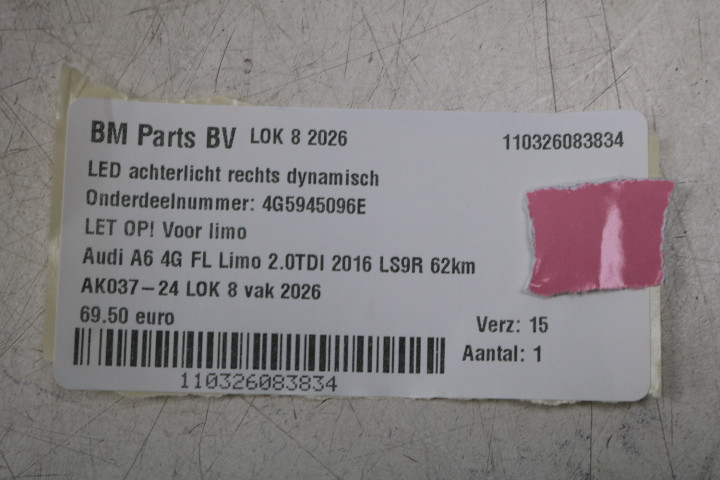 BM Parts BV LOK 8 2026 110326083834
LED achterlicht rechts dynamisch
Onderdeelnummer: 4G5945096E
LET OP! Voor limo
Audi A6 4G FL Limo 2.0TDI 2016 LS9R 62km
AK037-24 LOK 8 vak 2026
69.50 euro
Verz: 15
Aantal: 1
110326083834